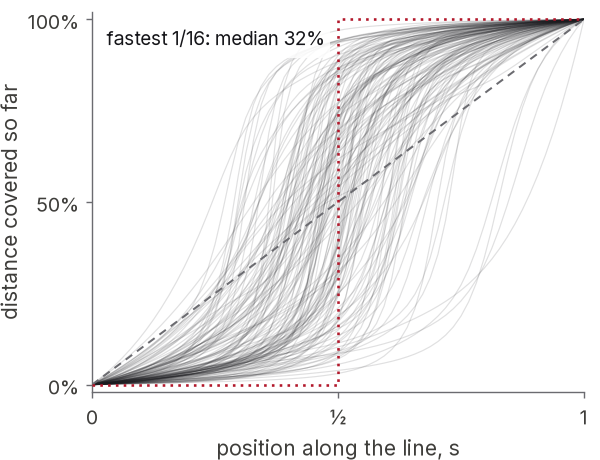 100%
fastest 1/16: median 32%
distance covered so far
50%
0%
0
½
1
position along the line, s